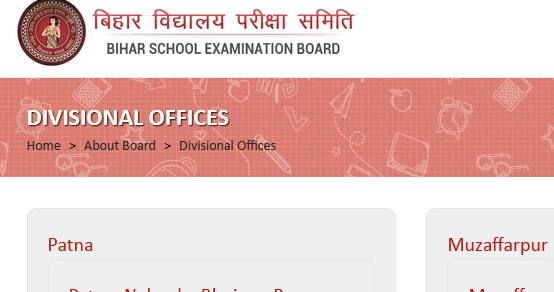 बिहार विद्यालय परीक्षा समिति
BIHAR SCHOOL EXAMINATION BOARD
DIVISIONAL OFFICES
Home > About Board > Divisional Offices
Patna
Muzaffarpur